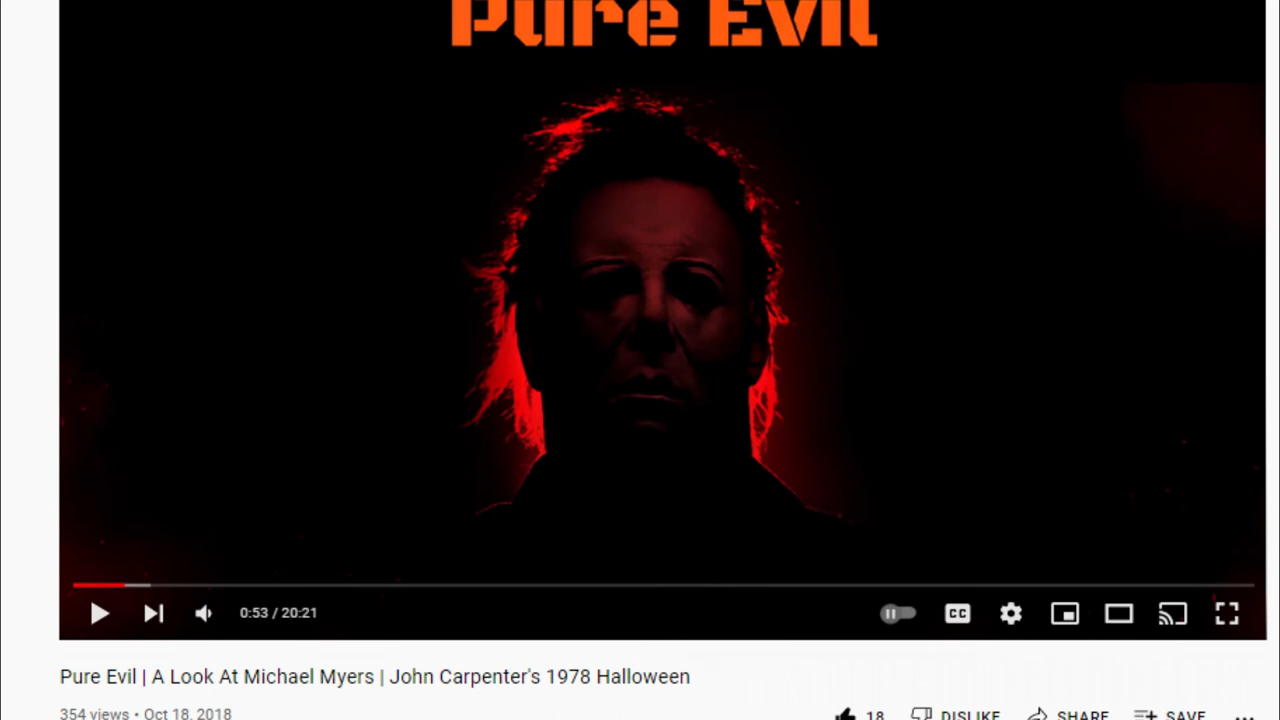 Pure Evil
0:53 / 20:21
CC
Pure Evil | A Look At Michael Myers | John Carpenter's 1978 Halloween
354 views • Oct 18, 2018
18 DISLIKE SHARE SAVE